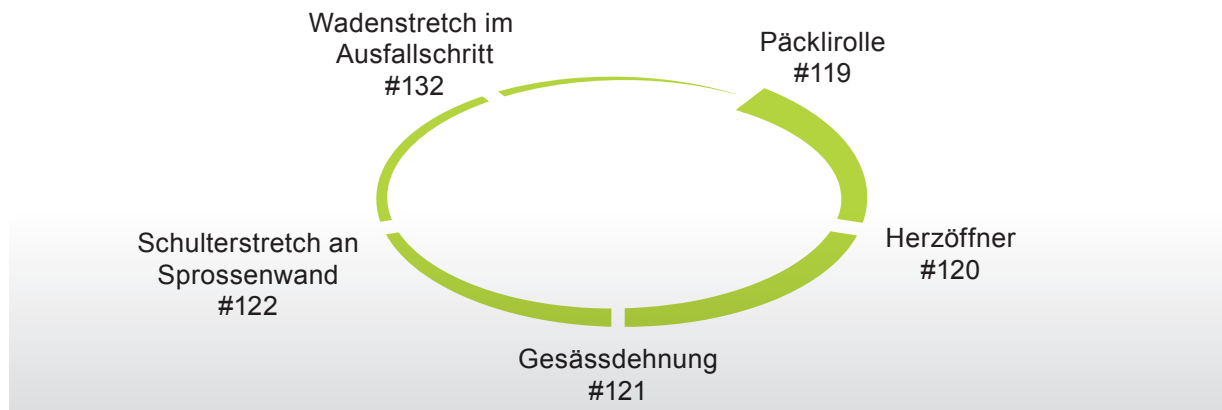 Wadenstretch im
Ausfallschritt
#132
Päcklirolle
#119
Herzöffner
#120
Gesässdehnung
#121
Schulterstretch an
Sprossenwand
#122